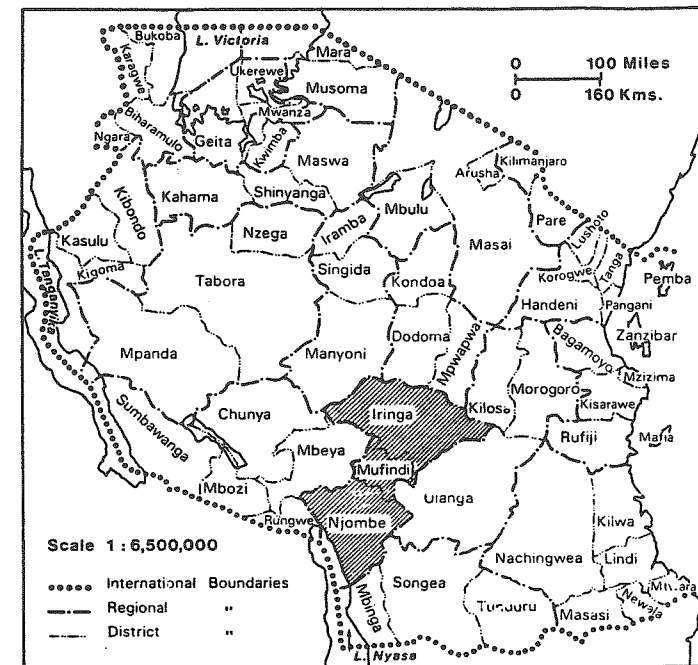 Bukoba
L. Victoria
Karagwe
Mara
Ukerewe
Musoma
0 100 Miles
0 160 Kms.
Mwanza
Biharamulo
Ngara
Geita
Kwimba
Maswa
Kilimanjaro
Arusha
Shinyanga
Kahama
Kibondo
Mbulu
Pare
Lushoto
Nzega
Iramba
Masai
Kasulu
Kigoma
Singida
Kondoa
Korogwe
Tanga
Pemba
L. Tanganyika
Tabora
Handeni
Pangani
Zanzibar
Mpanda
Manyoni
Dodoma
Mpwapwa
Bagamoyo
Mzizima
Morogoro
Kilosa
Kisarawe
Sumbawanga
Chunya
Iringa
Rufiji
Mafia
Mbeya
Mufindi
Mbozi
Ulanga
Rungwe
Njombe
Kilwa
Scale 1 : 6,500,000
Nachingwea
Lindi
International Boundaries
Songea
Mbinga
Tunduru
Masasi
Newala
Mtwara
Regional "
District "
L. Nyasa